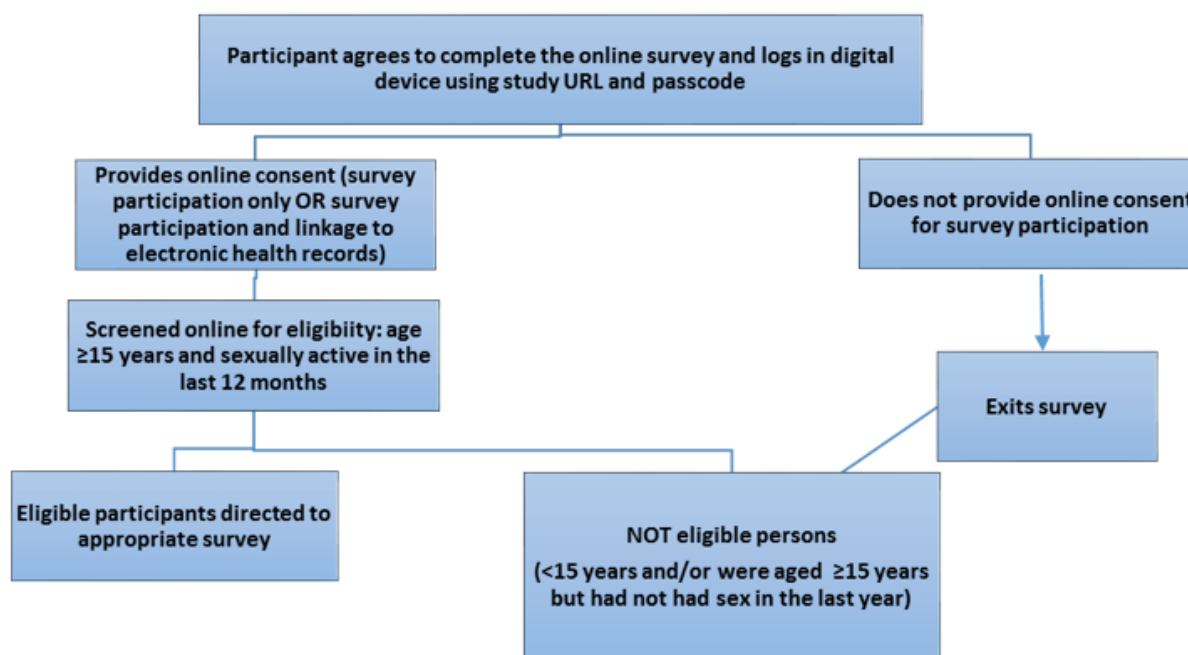 Participant agrees to complete the online survey and logs in digital
device using study URL and passcode
Provides online consent (survey
participation only OR survey
participation and linkage to
electronic health records)
Does not provide online consent
for survey participation
Screened online for eligibiity: age
≥15 years and sexually active in the
last 12 months
Exits survey
Eligible participants directed to
appropriate survey
NOT eligible persons
(<15 years and/or were aged ≥15 years
but had not had sex in the last year)